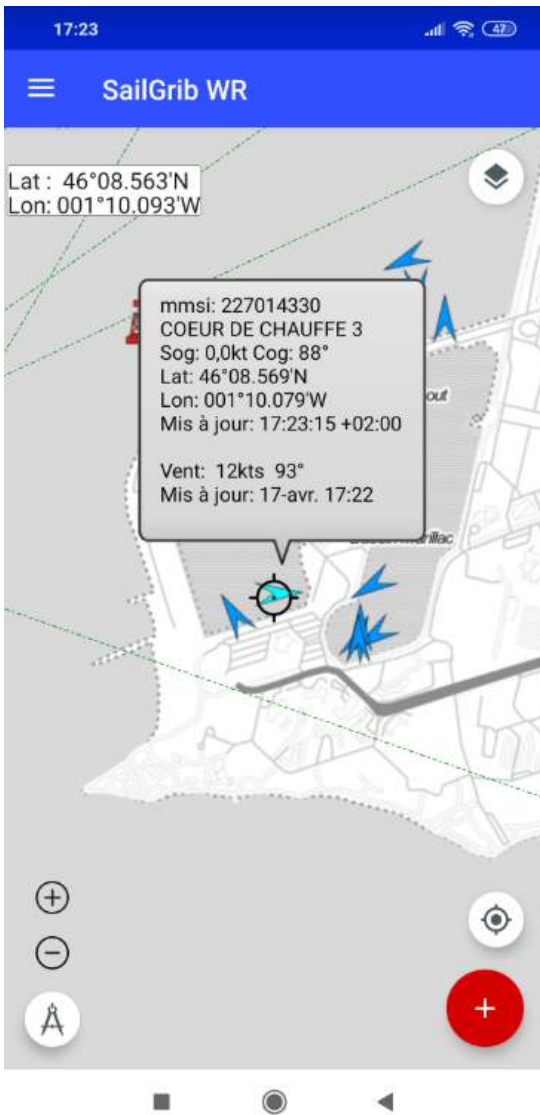 17:23
47
SailGrib WR
Lat : 46°08.563'N
Lon: 001°10.093'W
mmsi: 227014330
COEUR DE CHAUFFE 3
Sog: 0,0kt Cog: 88°
Lat: 46°08.569'N
Lon: 001°10.079'W
Mis à jour: 17:23:15 +02:00
Vent: 12kts 93°
Mis à jour: 17-avr. 17:22
out